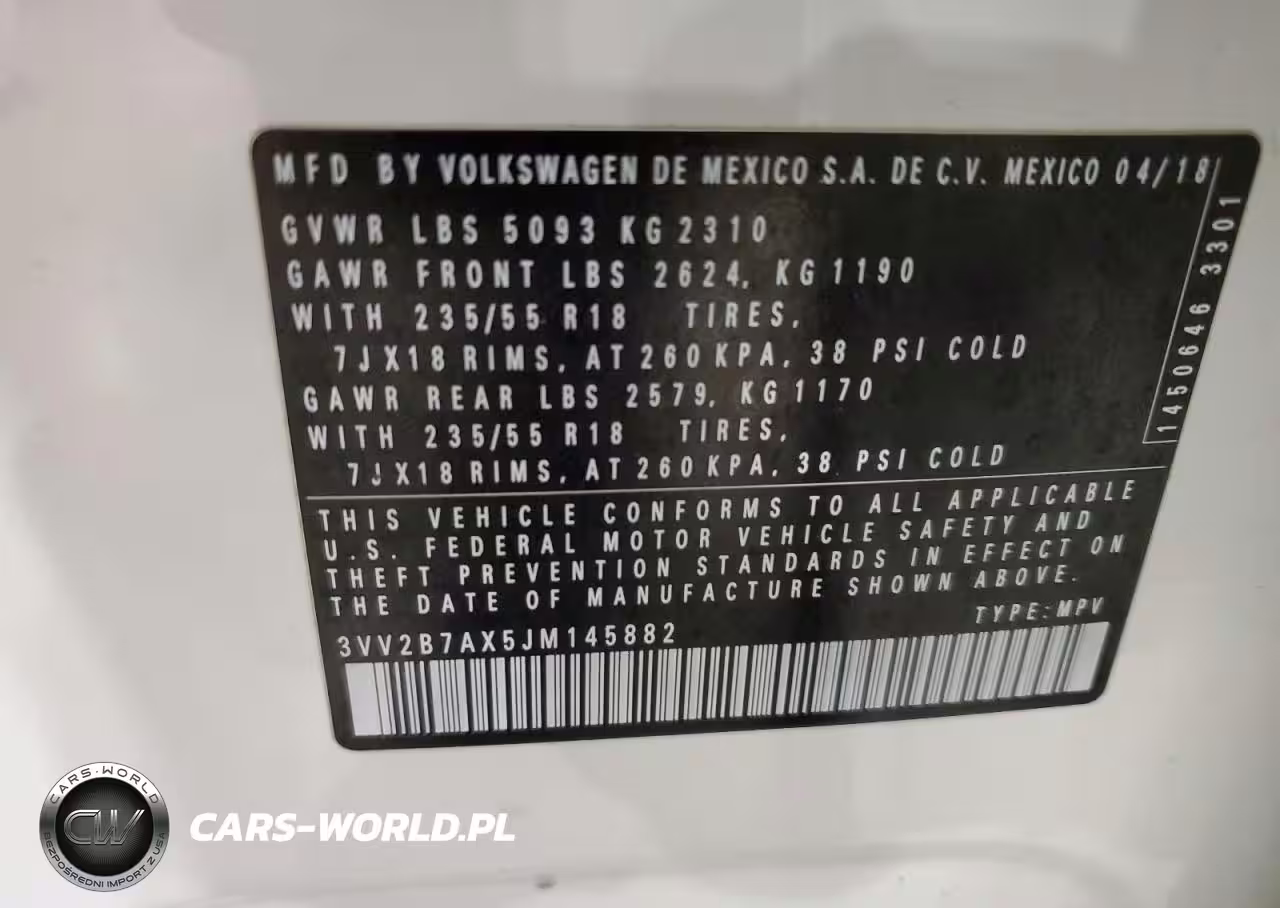 MFD BY VOLKSWAGEN DE MEXICO S.A. DE C.V. MEXICO 04/18
GVWR LBS 5093 KG 2310
GAWR FRONT LBS 2624, KG 1190
WITH 235/55 R18 TIRES,
7JX18 RIMS, AT 260 KPA, 38 PSI COLD
GAWR REAR LBS 2579, KG 1170
WITH 235/55 R18 TIRES,
7JX18 RIMS, AT 260 KPA, 38 PSI COLD
1450646 3301
THIS VEHICLE CONFORMS TO ALL APPLICABLE
U.S. FEDERAL MOTOR VEHICLE SAFETY AND
THEFT PREVENTION STANDARDS IN EFFECT ON
THE DATE OF MANUFACTURE SHOWN ABOVE.
TYPE: MPV
3VV2B7AX5JM145882
CARS-WORLD
CW
BEZPOŚREDNI IMPORT Z USA
CARS-WORLD.PL